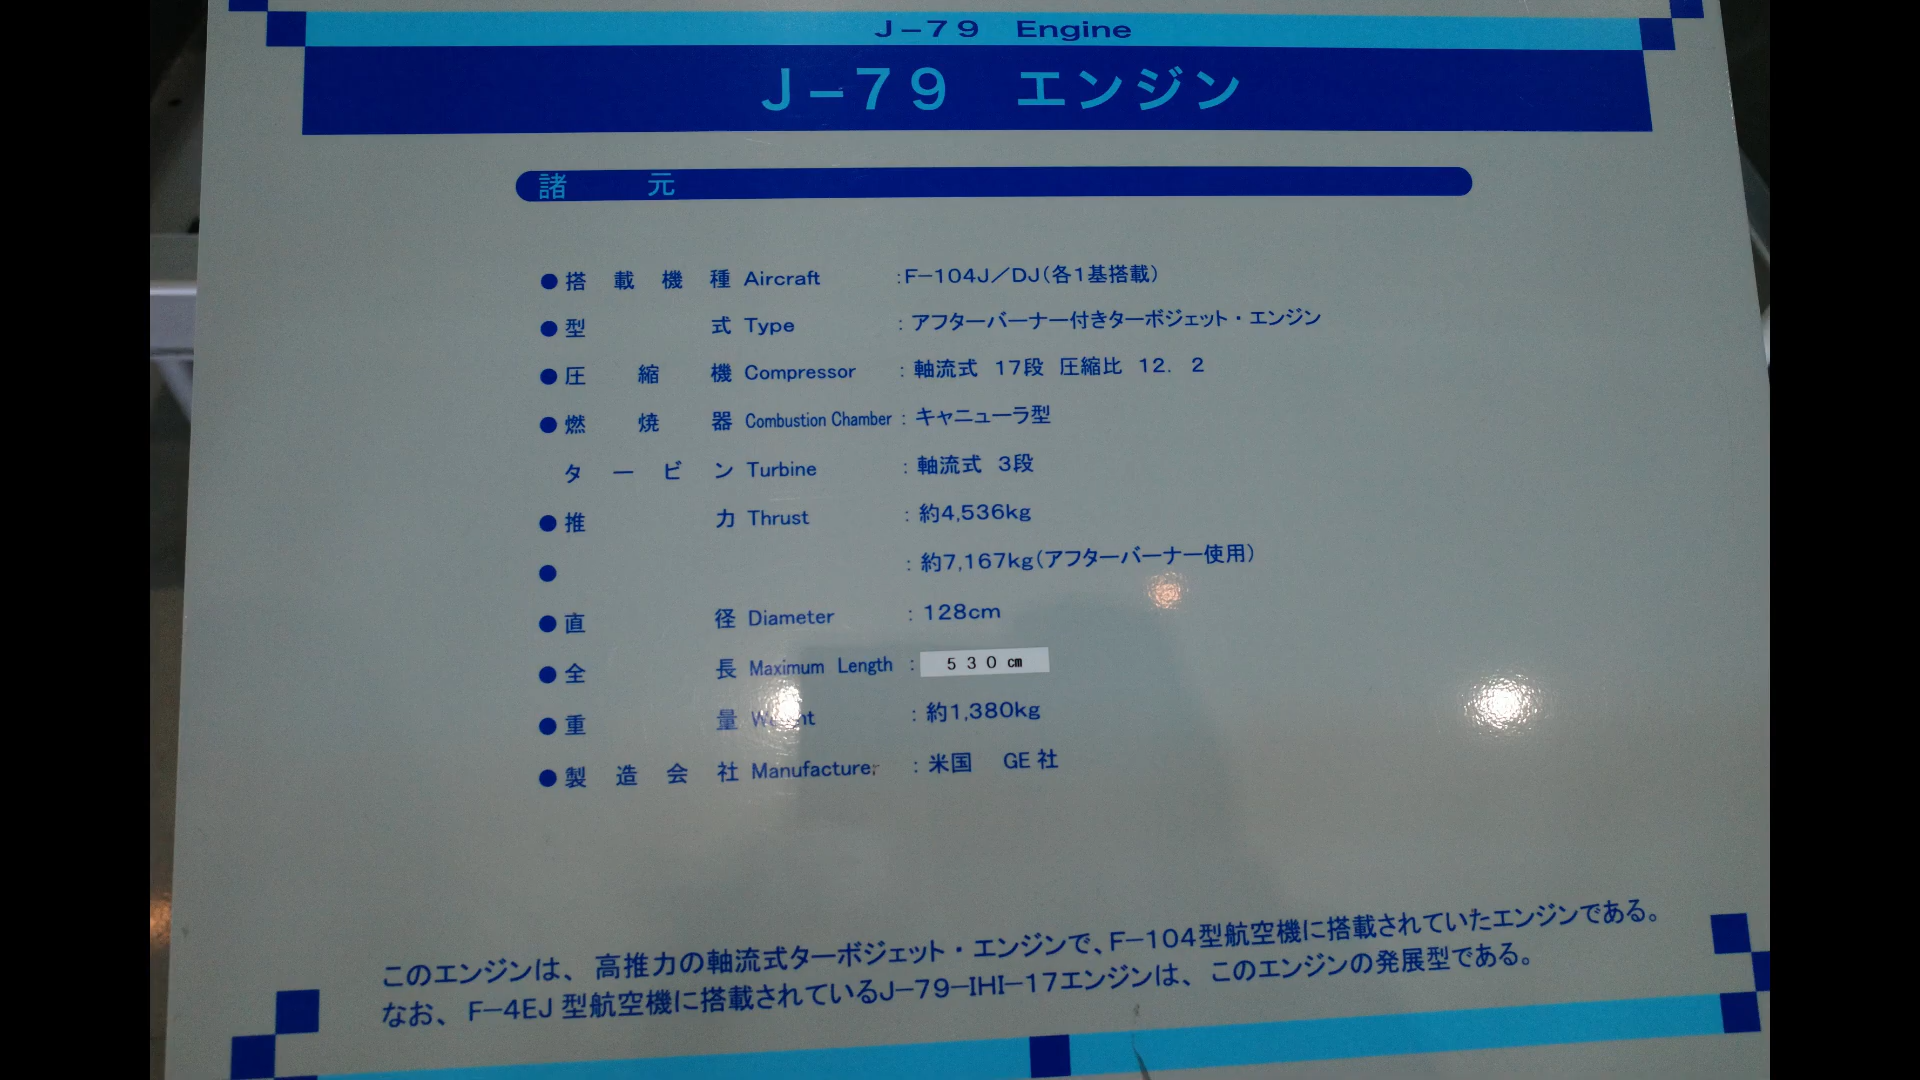 J－79 Engine
J－79 エンジン
諸元
●搭載機種 Aircraft :F－104J／DJ(各1基搭載)
●型式 Type : アフターバーナー付きターボジェット・エンジン
●圧縮機 Compressor : 軸流式 17段 圧縮比 12. 2
●燃焼器 Combustion Chamber : キャニューラ型
タービン Turbine : 軸流式 3段
●推力 Thrust : 約4,536kg
● : 約7,167kg(アフターバーナー使用)
●直径 Diameter : 128cm
●全長 Maximum Length : 530㎝
●重量 Weight : 約1,380kg
●製造会社 Manufacturer : 米国 GE社
このエンジンは、高推力の軸流式ターボジェット・エンジンで、F－104型航空機に搭載されていたエンジンである。
なお、F－4EJ型航空機に搭載されているJ－79－IHI－17エンジンは、このエンジンの発展型である。